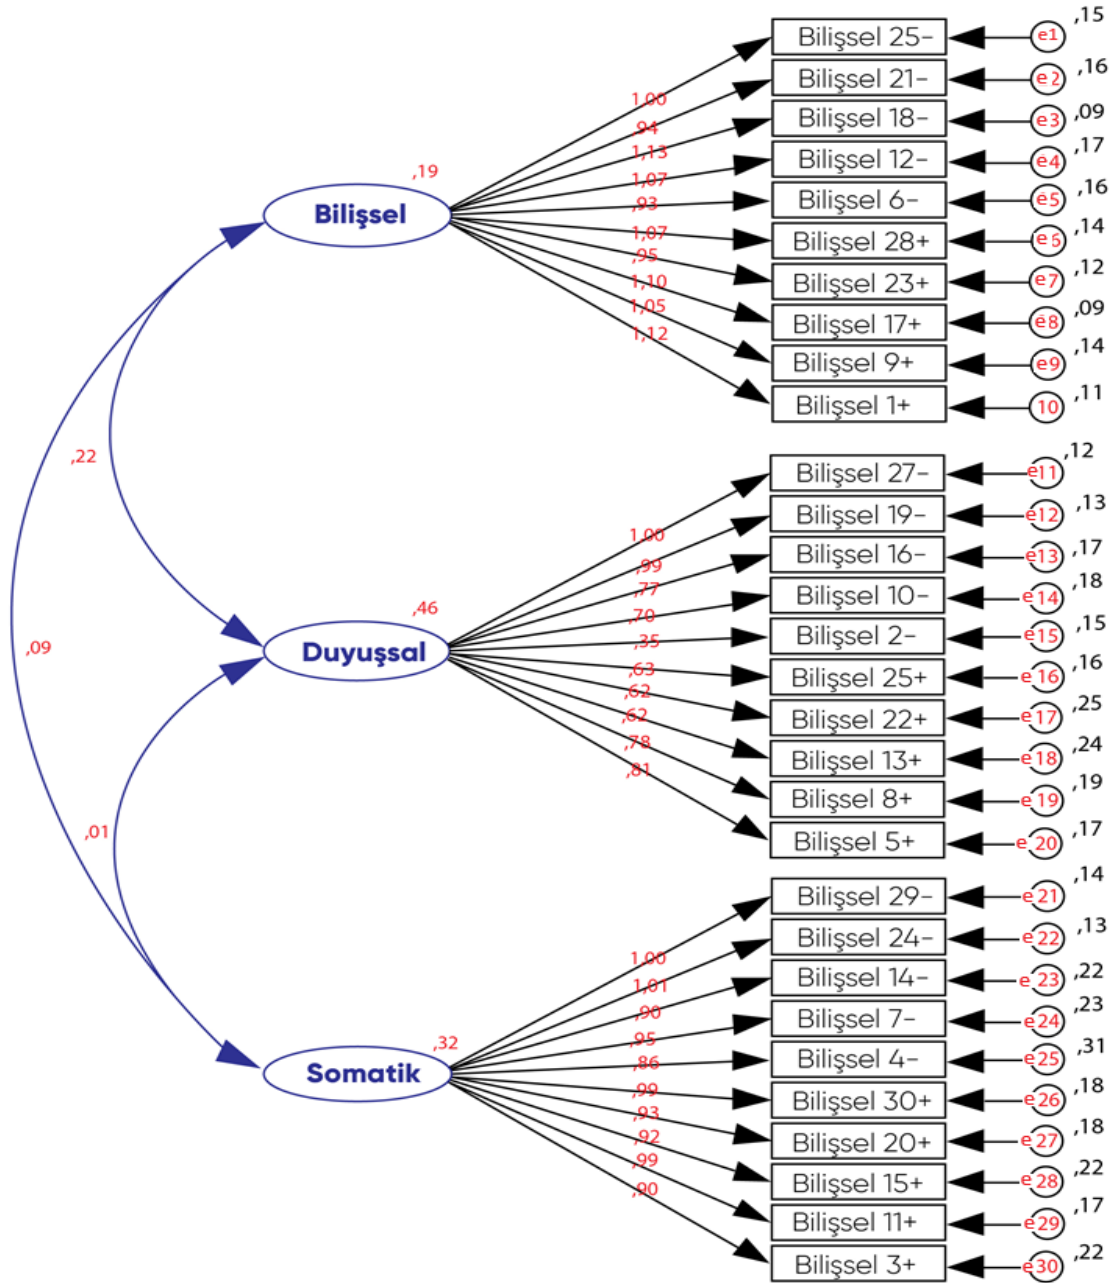 Bilişsel 25- e1 ,15
Bilişsel 21- e2 ,16
Bilişsel 18- e3 ,09
Bilişsel 12- e4 ,17
Bilişsel 6- e5 ,16
Bilişsel 28+ e5 ,14
Bilişsel 23+ e7 ,12
Bilişsel 17+ e8 ,09
Bilişsel 9+ e9 ,14
Bilişsel 1+ 10 ,11
1.00
,94
1,13
1,07
,93
1,07
,95
1,10
1,05
1,12
,19
Bilişsel
,22
,09
,01
Bilişsel 27- e11 ,12
Bilişsel 19- e12 ,13
Bilişsel 16- e13 ,17
Bilişsel 10- e14 ,18
Bilişsel 2- e15 ,15
Bilişsel 25+ e16 ,16
Bilişsel 22+ e17 ,25
Bilişsel 13+ e18 ,24
Bilişsel 8+ e19 ,19
Bilişsel 5+ e20 ,17
1.00
,99
,77
,70
,35
,63
,62
,62
,78
,81
,46
Duyuşsal
Bilişsel 29- e21 ,14
Bilişsel 24- e22 ,13
Bilişsel 14- e23 ,22
Bilişsel 7- e24 ,23
Bilişsel 4- e25 ,31
Bilişsel 30+ e26 ,18
Bilişsel 20+ e27 ,18
Bilişsel 15+ e28 ,22
Bilişsel 11+ e29 ,17
Bilişsel 3+ e30 ,22
1.00
1,01
,90
,95
,86
,99
,93
,92
,99
,90
,32
Somatik